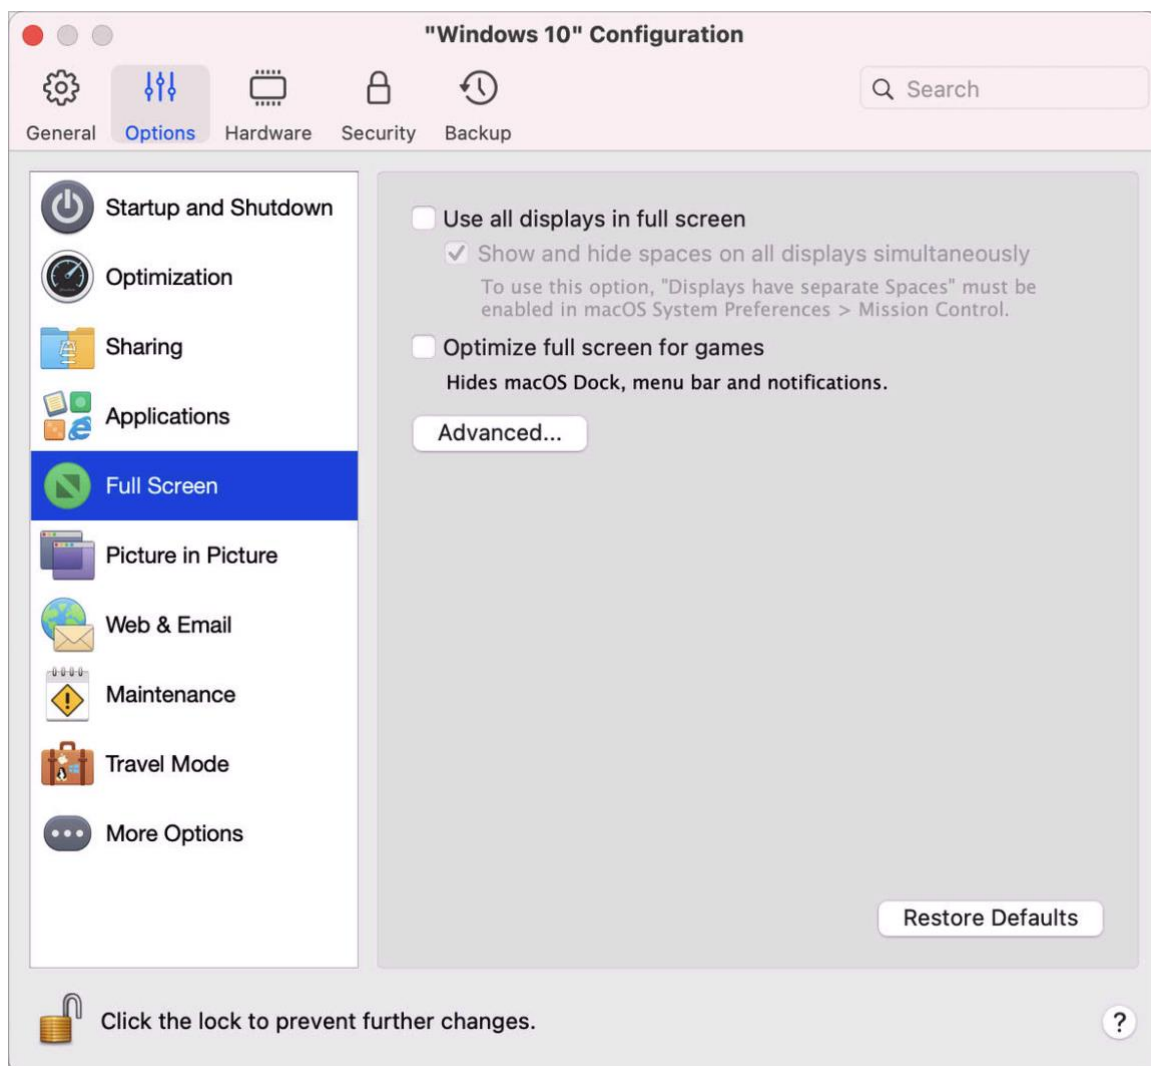 "Windows 10" Configuration
General Options Hardware Security Backup
Search
Startup and Shutdown
Optimization
Sharing
Applications
Full Screen
Picture in Picture
Web & Email
Maintenance
Travel Mode
More Options
Use all displays in full screen
Show and hide spaces on all displays simultaneously
To use this option, "Displays have separate Spaces" must be
enabled in macOS System Preferences > Mission Control.
Optimize full screen for games
Hides macOS Dock, menu bar and notifications.
Advanced...
Restore Defaults
Click the lock to prevent further changes.
?